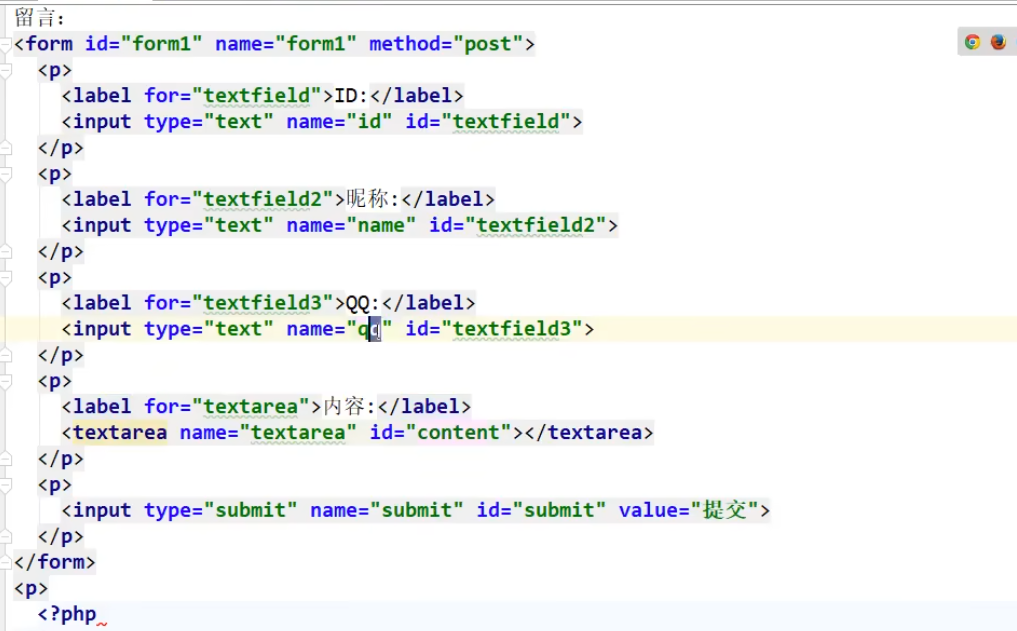 留言:
<form id="form1" name="form1" method="post">
<p>
<label for="textfield">ID:</label>
<input type="text" name="id" id="textfield">
</p>
<p>
<label for="textfield2">昵称:</label>
<input type="text" name="name" id="textfield2">
</p>
<p>
<label for="textfield3">QQ:</label>
<input type="text" name="qq" id="textfield3">
</p>
<p>
<label for="textarea">内容:</label>
<textarea name="textarea" id="content"></textarea>
</p>
<p>
<input type="submit" name="submit" id="submit" value="提交">
</p>
</form>
<p>
<?php